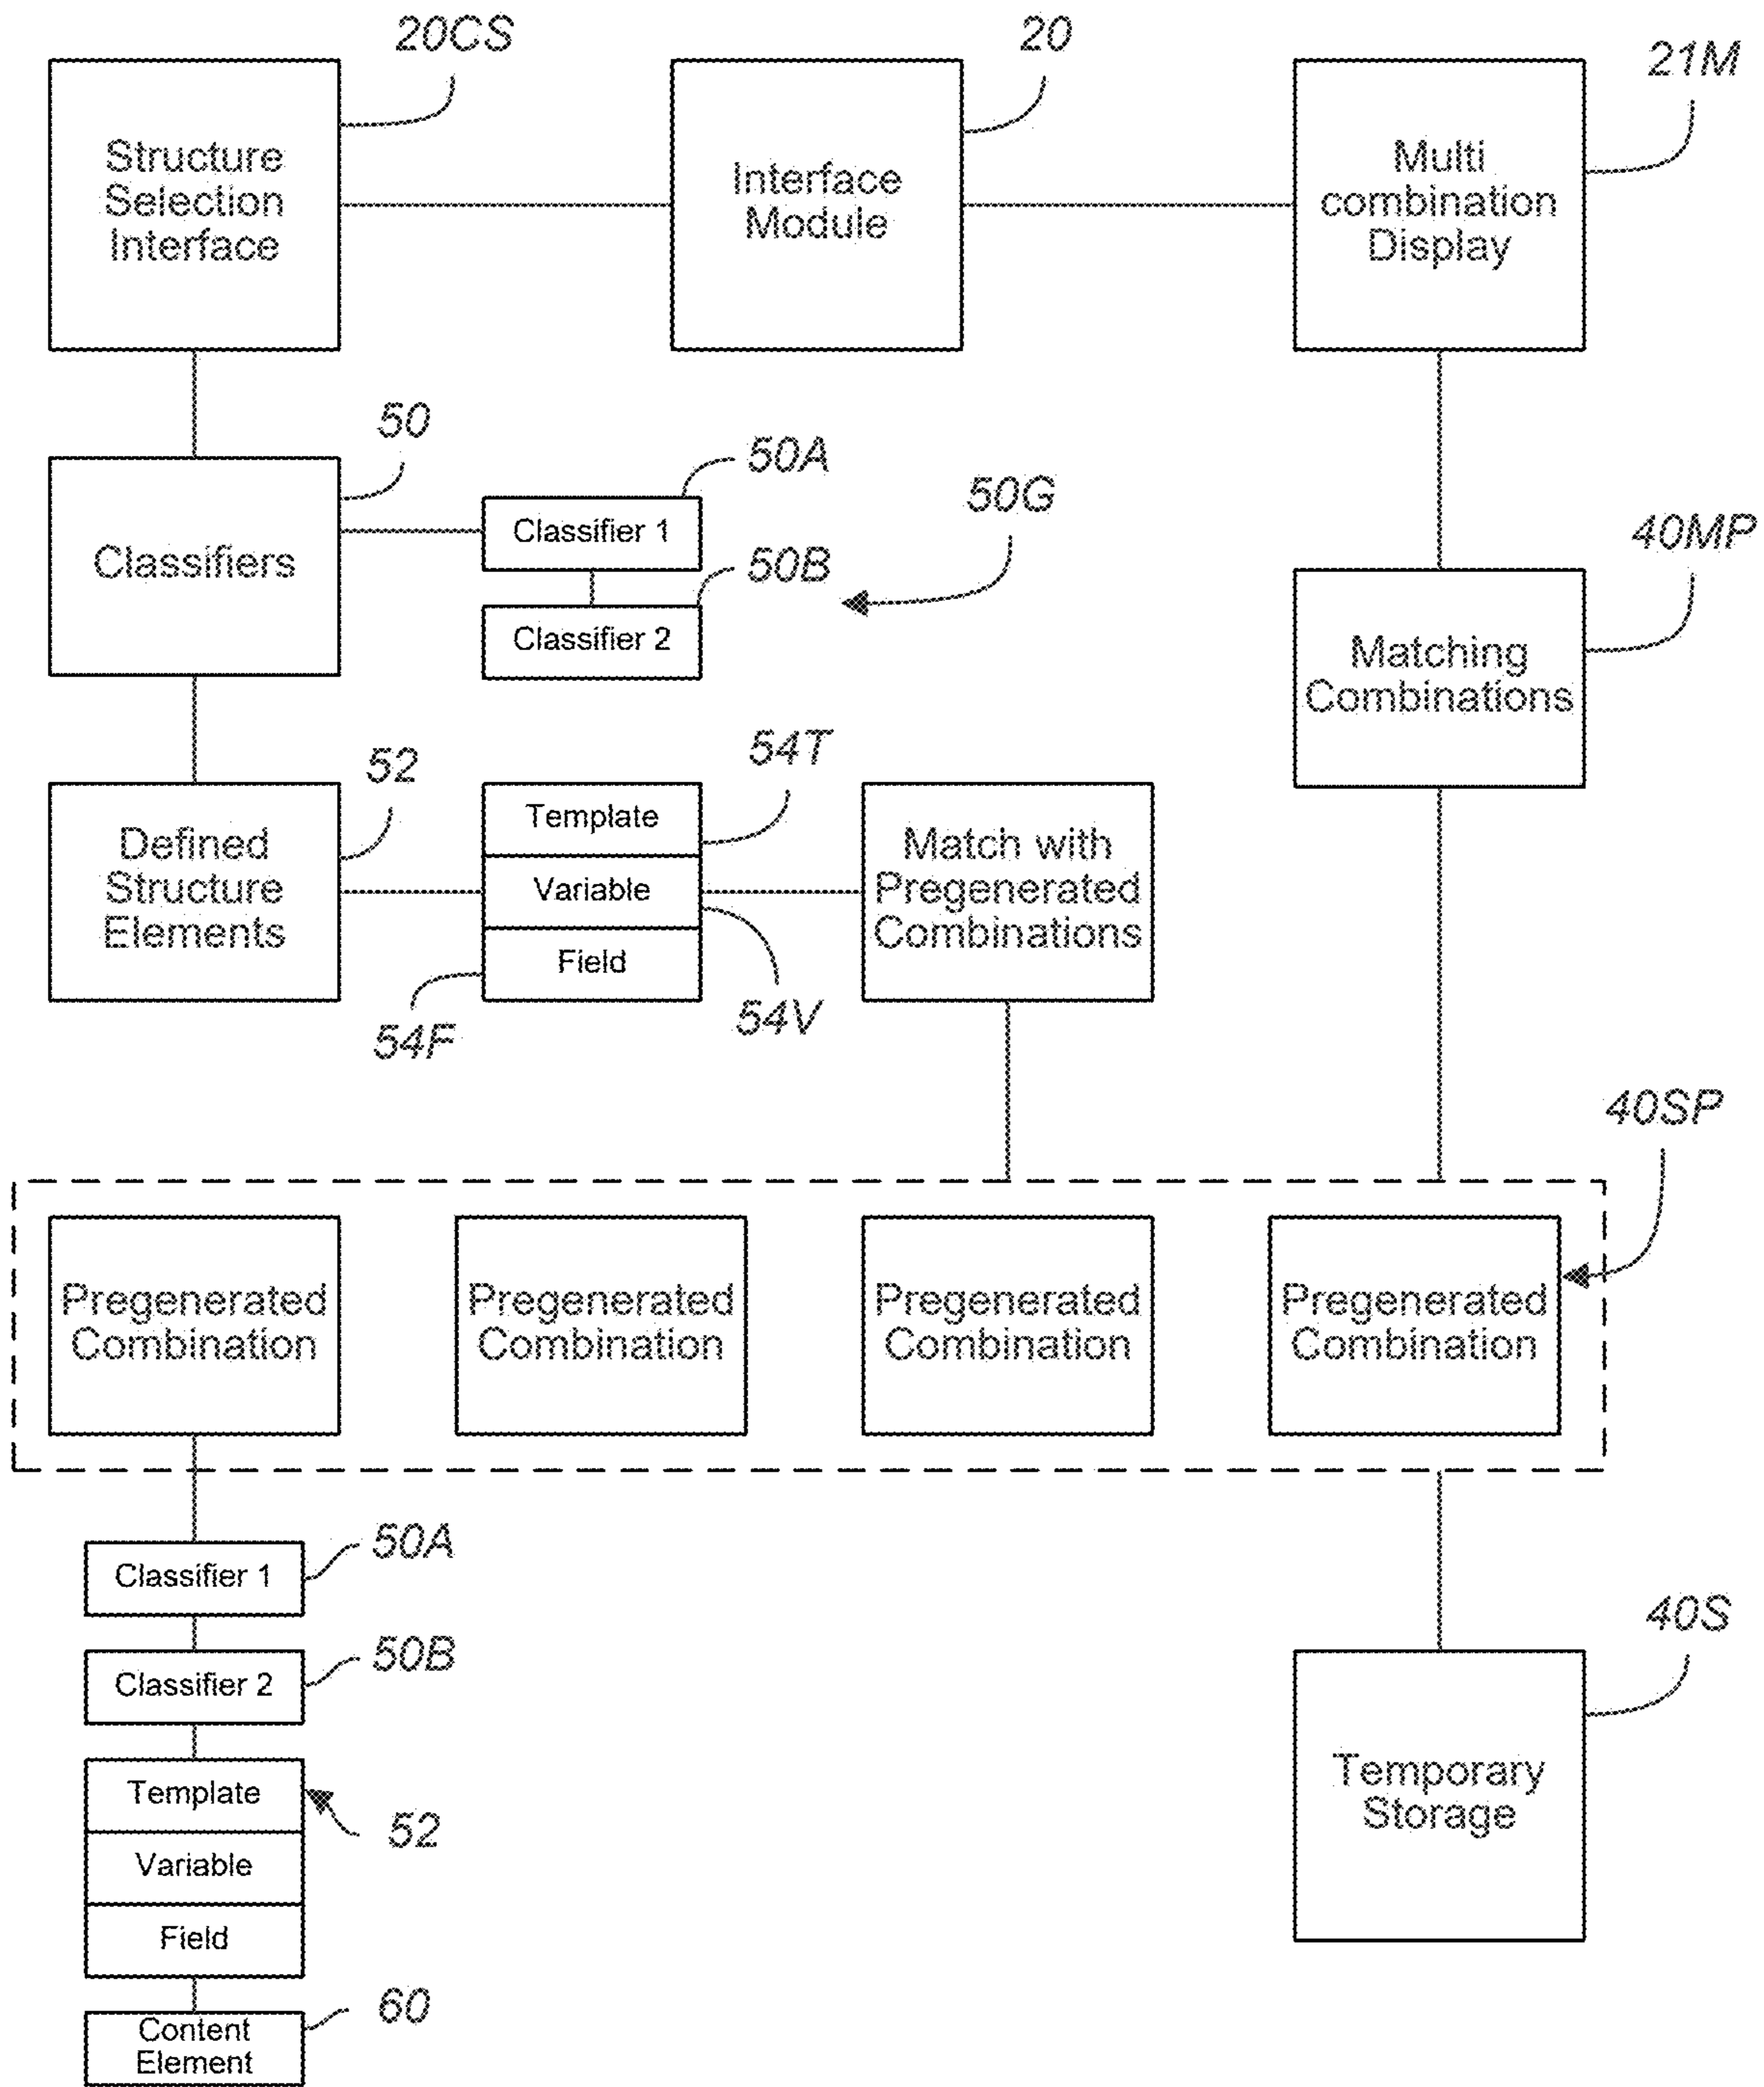 20CS
20
21M
Structure
Selection
Interface
Interface
Module
Multi
combination
Display
50
50A
50G
50B
40MP
Classifiers
Classifier 1
Classifier 2
Matching
Combinations
52
54T
Defined
Structure
Elements
Template
Variable
Field
Match with
Pregenerated
Combinations
54F
54V
40SP
Pregenerated
Combination
Pregenerated
Combination
Pregenerated
Combination
Pregenerated
Combination
50A
Classifier 1
50B
Classifier 2
40S
Template
Variable
Field
52
Temporary
Storage
60
Content
Element